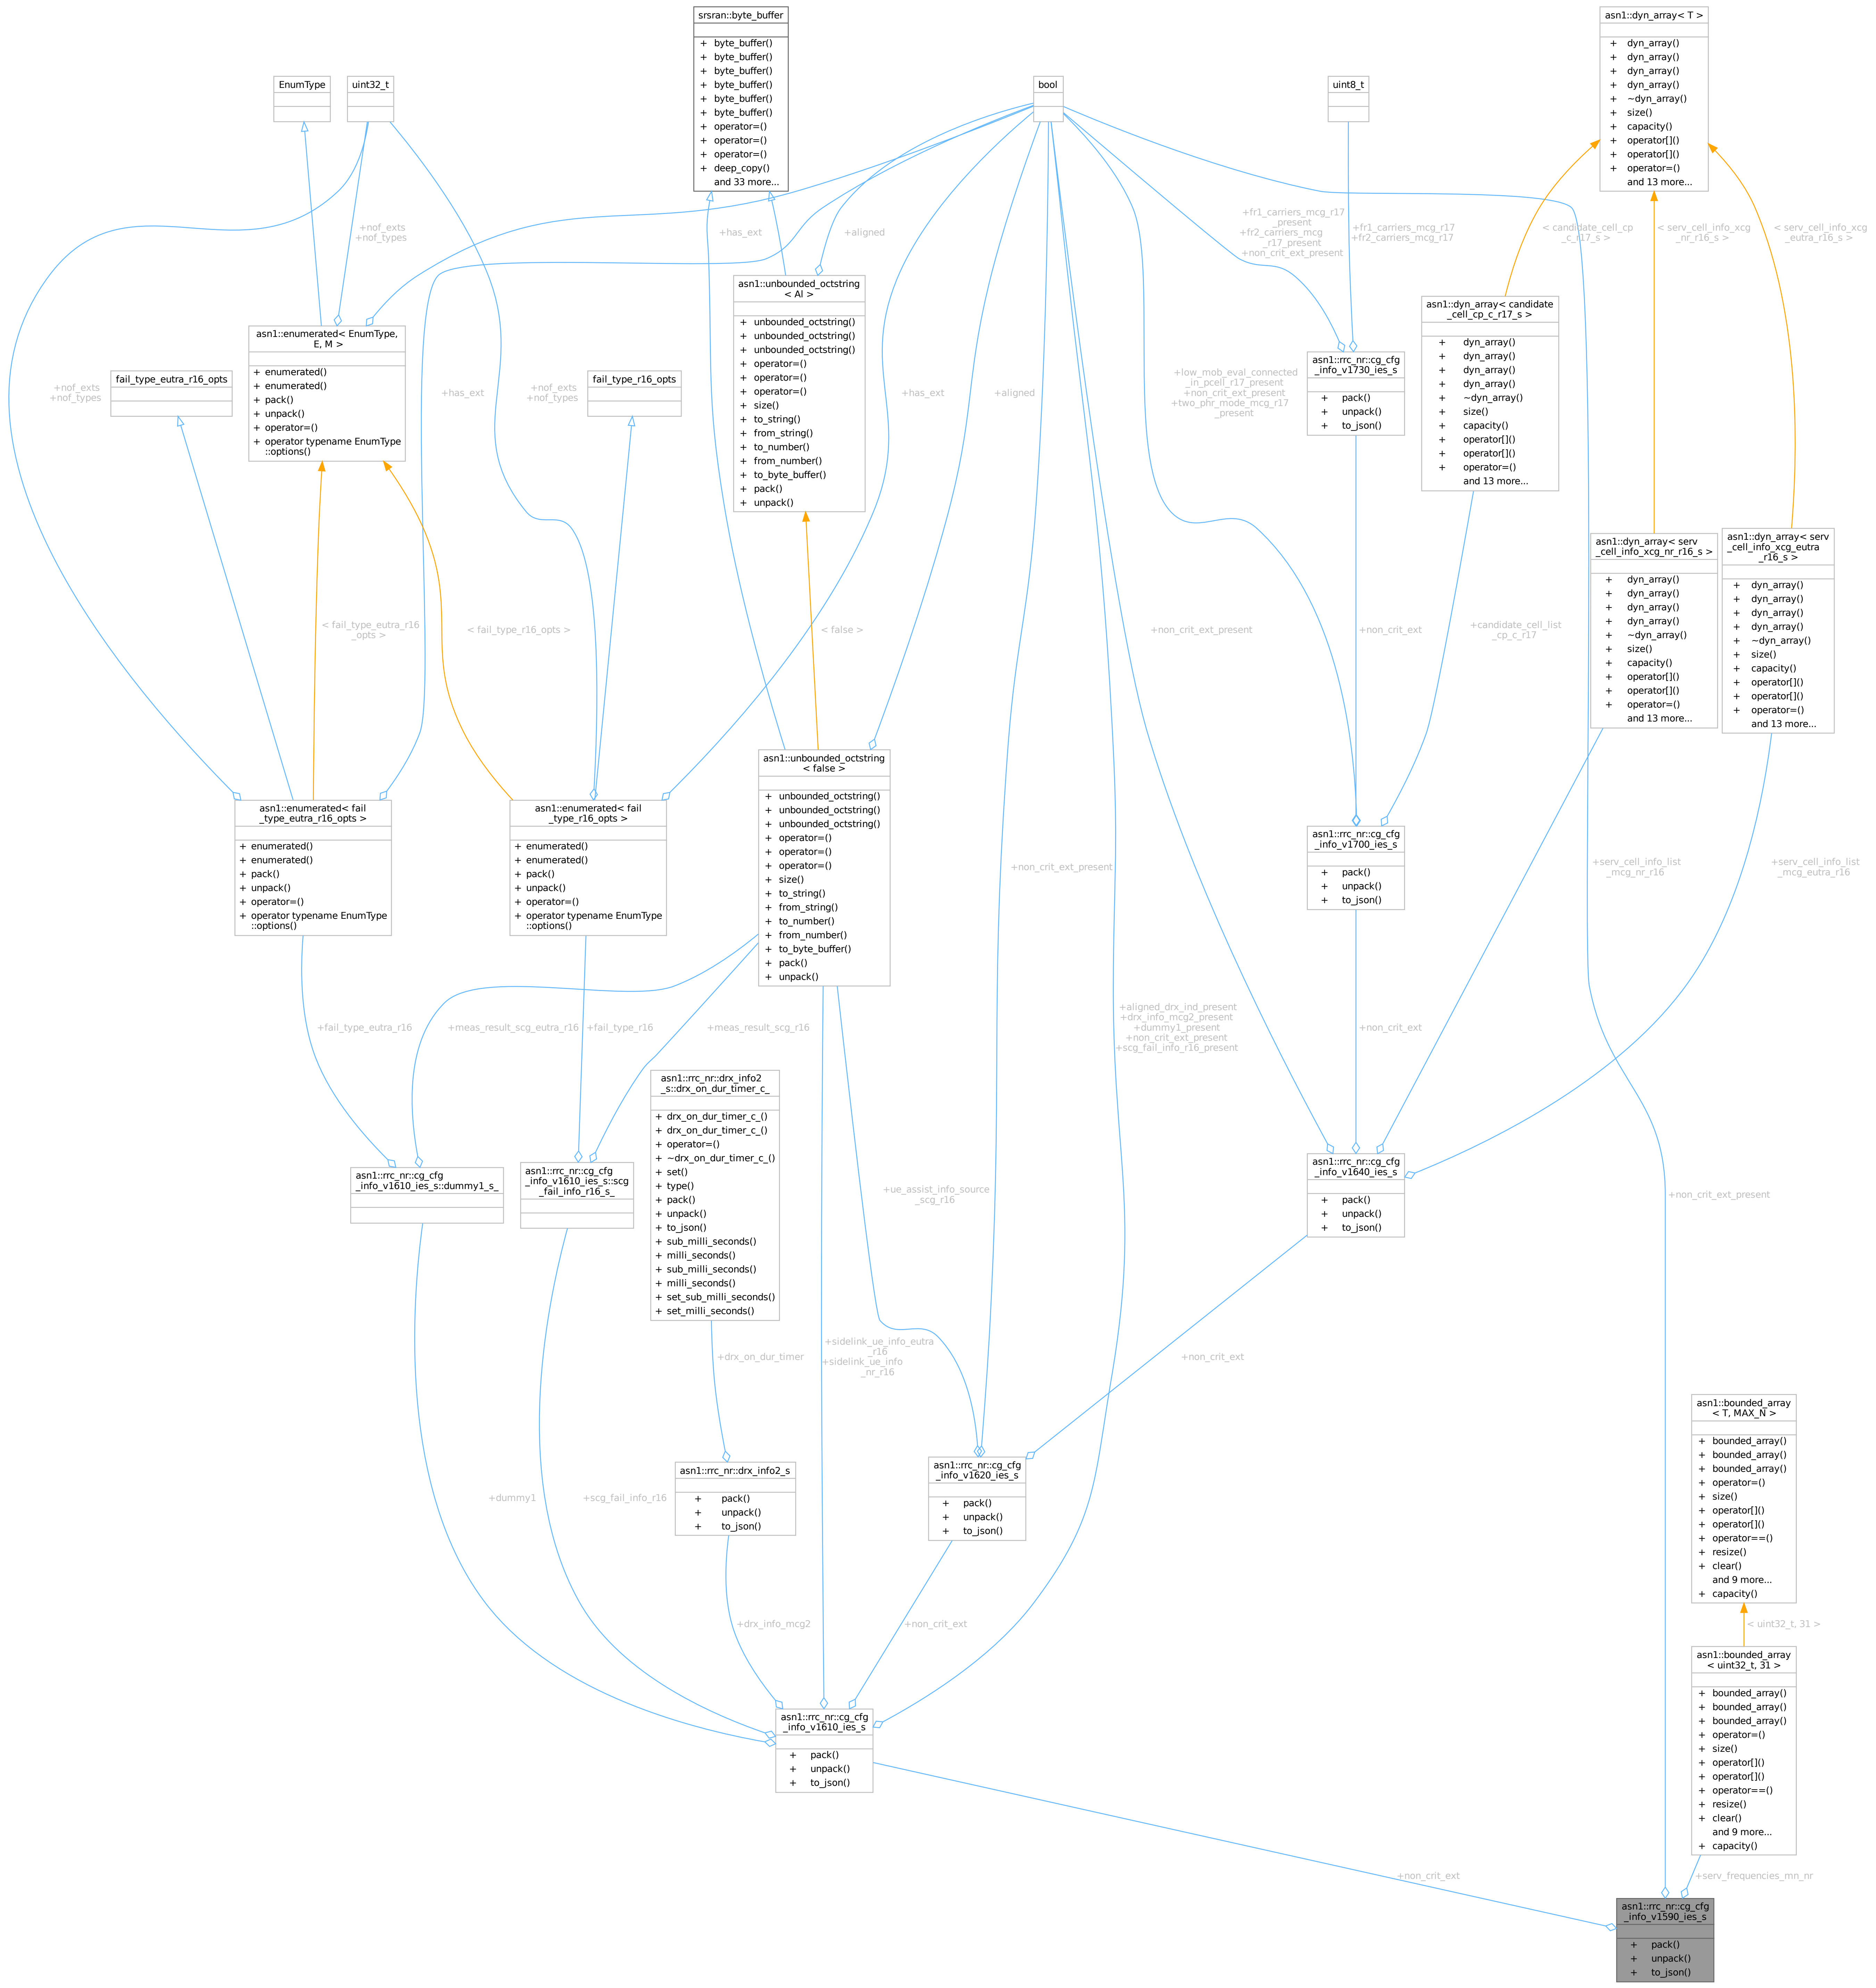 srsran::byte_buffer
+ byte_buffer()
+ byte_buffer()
+ byte_buffer()
+ byte_buffer()
+ byte_buffer()
+ byte_buffer()
+ operator=()
+ operator=()
+ operator=()
+ deep_copy()
and 33 more...
asn1::dyn_array< T >
+ dyn_array()
+ dyn_array()
+ dyn_array()
+ dyn_array()
+ ~dyn_array()
+ size()
+ capacity()
+ operator[]()
+ operator[]()
+ operator=()
and 13 more...
EnumType
uint32_t
bool
uint8_t
+nof_exts
+nof_types
+has_ext
+aligned
+fr1_carriers_mcg_r17
_present
+fr2_carriers_mcg
_r17_present
+non_crit_ext_present
+fr1_carriers_mcg_r17
+fr2_carriers_mcg_r17
< candidate_cell_cp
_c_r17_s >
< serv_cell_info_xcg
_nr_r16_s >
< serv_cell_info_xcg
_eutra_r16_s >
asn1::enumerated< EnumType,
E, M >
+ enumerated()
+ enumerated()
+ pack()
+ unpack()
+ operator=()
+ operator typename EnumType
::options()
asn1::unbounded_octstring
< Al >
+ unbounded_octstring()
+ unbounded_octstring()
+ unbounded_octstring()
+ operator=()
+ operator=()
+ operator=()
+ size()
+ to_string()
+ from_string()
+ to_number()
+ from_number()
+ to_byte_buffer()
+ pack()
+ unpack()
asn1::rrc_nr::cg_cfg
_info_v1730_ies_s
+ pack()
+ unpack()
+ to_json()
asn1::dyn_array< candidate
_cell_cp_c_r17_s >
+ dyn_array()
+ dyn_array()
+ dyn_array()
+ dyn_array()
+ ~dyn_array()
+ size()
+ capacity()
+ operator[]()
+ operator[]()
+ operator=()
and 13 more...
fail_type_eutra_r16_opts
fail_type_r16_opts
+nof_exts
+nof_types
+has_ext
+nof_exts
+nof_types
+has_ext
+aligned
+low_mob_eval_connected
_in_pcell_r17_present
+non_crit_ext_present
+two_phr_mode_mcg_r17
_present
asn1::dyn_array< serv
_cell_info_xcg_nr_r16_s >
+ dyn_array()
+ dyn_array()
+ dyn_array()
+ dyn_array()
+ ~dyn_array()
+ size()
+ capacity()
+ operator[]()
+ operator[]()
+ operator=()
and 13 more...
asn1::dyn_array< serv
_cell_info_xcg_eutra
_r16_s >
+ dyn_array()
+ dyn_array()
+ dyn_array()
+ dyn_array()
+ ~dyn_array()
+ size()
+ capacity()
+ operator[]()
+ operator[]()
+ operator=()
and 13 more...
< fail_type_eutra_r16
_opts >
< fail_type_r16_opts >
< false >
+non_crit_ext_present
+non_crit_ext
+candidate_cell_list
_cp_c_r17
asn1::enumerated< fail
_type_eutra_r16_opts >
+ enumerated()
+ enumerated()
+ pack()
+ unpack()
+ operator=()
+ operator typename EnumType
::options()
asn1::enumerated< fail
_type_r16_opts >
+ enumerated()
+ enumerated()
+ pack()
+ unpack()
+ operator=()
+ operator typename EnumType
::options()
asn1::unbounded_octstring
< false >
+ unbounded_octstring()
+ unbounded_octstring()
+ unbounded_octstring()
+ operator=()
+ operator=()
+ operator=()
+ size()
+ to_string()
+ from_string()
+ to_number()
+ from_number()
+ to_byte_buffer()
+ pack()
+ unpack()
+non_crit_ext_present
asn1::rrc_nr::cg_cfg
_info_v1700_ies_s
+ pack()
+ unpack()
+ to_json()
+serv_cell_info_list
_mcg_nr_r16
+serv_cell_info_list
_mcg_eutra_r16
+fail_type_eutra_r16
+meas_result_scg_eutra_r16
+fail_type_r16
+meas_result_scg_r16
+aligned_drx_ind_present
+drx_info_mcg2_present
+dummy1_present
+non_crit_ext_present
+scg_fail_info_r16_present
+non_crit_ext
asn1::rrc_nr::cg_cfg
_info_v1610_ies_s::dummy1_s_
asn1::rrc_nr::cg_cfg
_info_v1610_ies_s::scg
_fail_info_r16_s_
asn1::rrc_nr::drx_info2
_s::drx_on_dur_timer_c_
+ drx_on_dur_timer_c_()
+ drx_on_dur_timer_c_()
+ operator=()
+ ~drx_on_dur_timer_c_()
+ set()
+ type()
+ pack()
+ unpack()
+ to_json()
+ sub_milli_seconds()
+ milli_seconds()
+ sub_milli_seconds()
+ milli_seconds()
+ set_sub_milli_seconds()
+ set_milli_seconds()
+ue_assist_info_source
_scg_r16
asn1::rrc_nr::cg_cfg
_info_v1640_ies_s
+ pack()
+ unpack()
+ to_json()
+non_crit_ext_present
+drx_on_dur_timer
+sidelink_ue_info_eutra
_r16
+sidelink_ue_info
_nr_r16
+non_crit_ext
+dummy1
+scg_fail_info_r16
asn1::rrc_nr::drx_info2_s
+ pack()
+ unpack()
+ to_json()
asn1::rrc_nr::cg_cfg
_info_v1620_ies_s
+ pack()
+ unpack()
+ to_json()
asn1::bounded_array
< T, MAX_N >
+ bounded_array()
+ bounded_array()
+ bounded_array()
+ operator=()
+ size()
+ operator[]()
+ operator[]()
+ operator==()
+ resize()
+ clear()
and 9 more...
+ capacity()
+drx_info_mcg2
+non_crit_ext
< uint32_t, 31 >
asn1::rrc_nr::cg_cfg
_info_v1610_ies_s
+ pack()
+ unpack()
+ to_json()
asn1::bounded_array
< uint32_t, 31 >
+ bounded_array()
+ bounded_array()
+ bounded_array()
+ operator=()
+ size()
+ operator[]()
+ operator[]()
+ operator==()
+ resize()
+ clear()
and 9 more...
+ capacity()
+non_crit_ext
+serv_frequencies_mn_nr
asn1::rrc_nr::cg_cfg
_info_v1590_ies_s
+ pack()
+ unpack()
+ to_json()